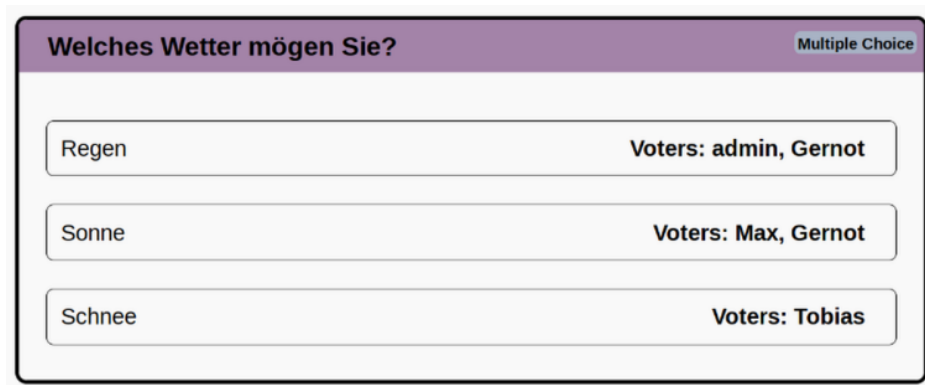 Welches Wetter mögen Sie?
Multiple Choice
Regen Voters: admin, Gernot
Sonne Voters: Max, Gernot
Schnee Voters: Tobias